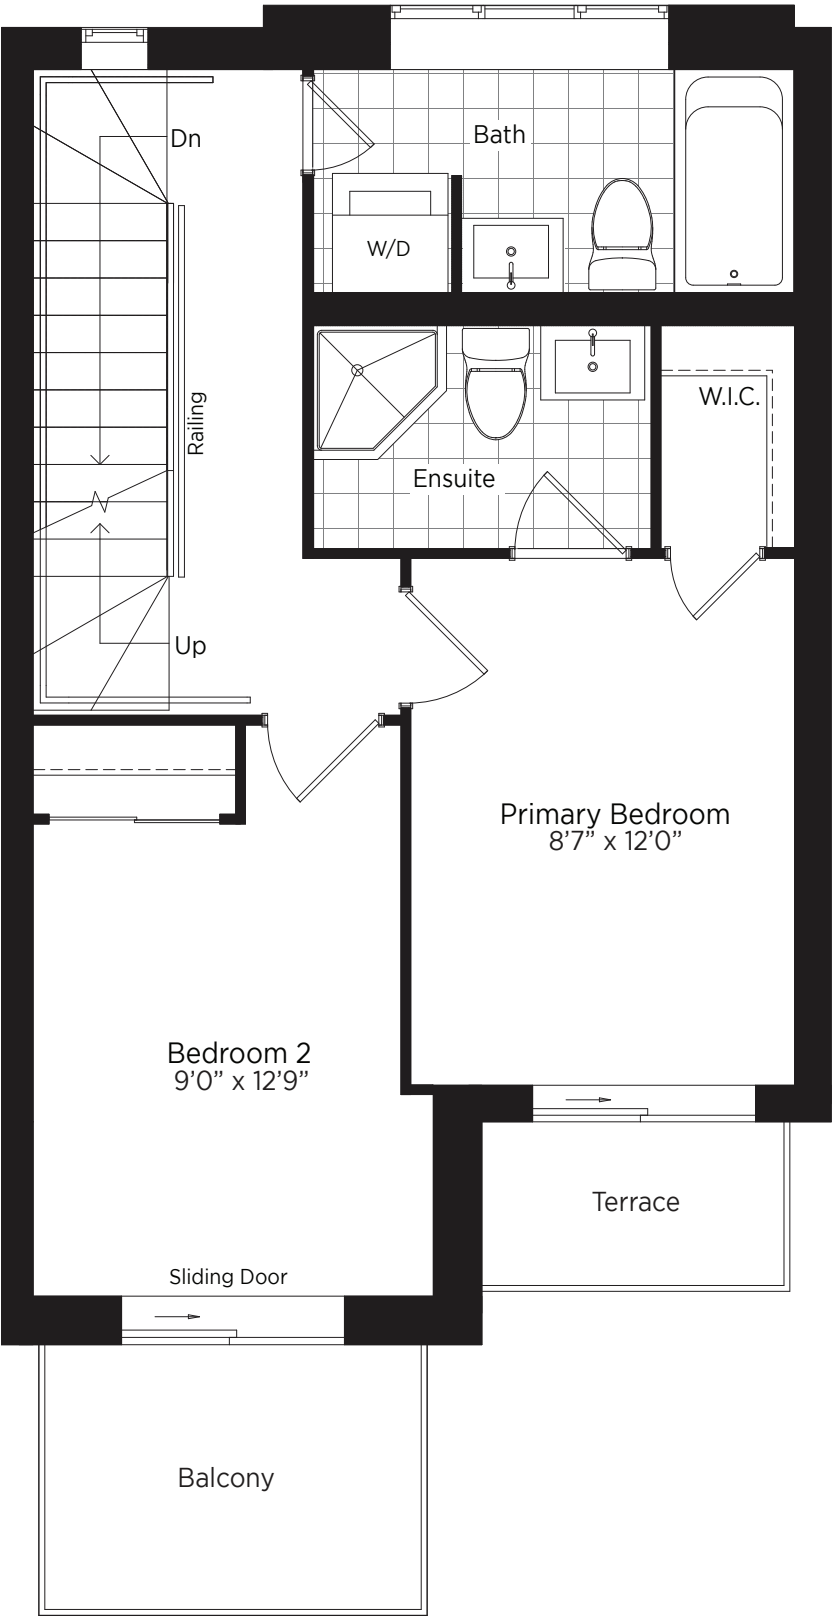 Dn
Bath
W/D
Railing
W.I.C.
Ensuite
Up
Primary Bedroom
8’7” x 12’0”
Bedroom 2
9’0” x 12’9”
Terrace
Sliding Door
Balcony